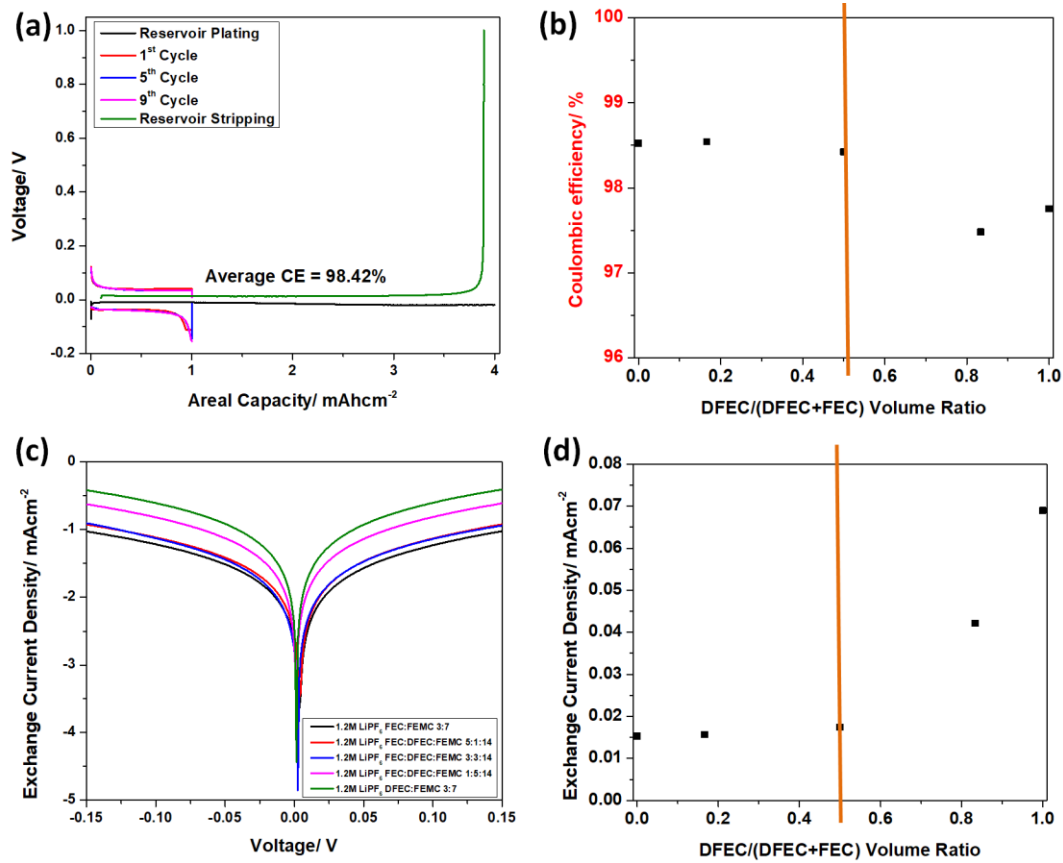 (a)
1.0
0.8
0.6
0.4
0.2
0.0
-0.2
Voltage/ V
Reservoir Plating
1st Cycle
5th Cycle
9th Cycle
Reservoir Stripping
Average CE = 98.42%
0 1 2 3 4
Areal Capacity/ mAhcm-2
(b)
100
99
98
97
96
Coulombic efficiency/ %
0.0 0.2 0.4 0.6 0.8 1.0
DFEC/(DFEC+FEC) Volume Ratio
(c)
0
-1
-2
-3
-4
-5
Exchange Current Density/ mAcm-2
1.2M LiPF6 FEC:FEMC 3:7
1.2M LiPF6 FEC:DFEC:FEMC 5:1:14
1.2M LiPF6 FEC:DFEC:FEMC 3:3:14
1.2M LiPF6 FEC:DFEC:FEMC 1:5:14
1.2M LiPF6 DFEC:FEMC 3:7
-0.15 -0.10 -0.05 0.00 0.05 0.10 0.15
Voltage/ V
(d)
0.08
0.07
0.06
0.05
0.04
0.03
0.02
0.01
0.00
Exchange Current Density/ mAcm-2
0.0 0.2 0.4 0.6 0.8 1.0
DFEC/(DFEC+FEC) Volume Ratio